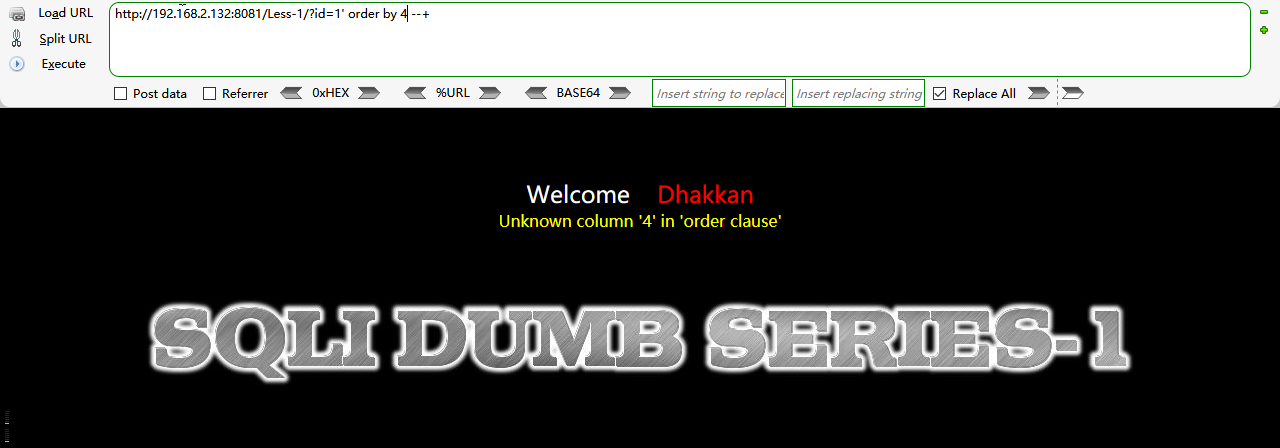 Load URL
http://192.168.2.132:8081/Less-1/?id=1' order by 4 --+
Split URL
Execute
Post data Referrer 0xHEX %URL BASE64 Insert string to replace Insert replacing string Replace All
Welcome Dhakkan
Unknown column '4' in 'order clause'
SQLI DUMB SERIES-1